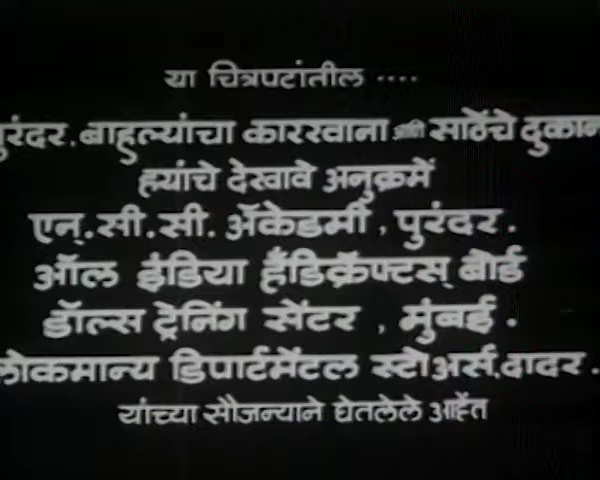 या चित्रपटांतील ....
पुरंदर. बाहुल्यांचा कारखाना आणि साठेंचे दुकान
ह्यांचे देखावे अनुक्रमें
एन्.सी.सी. ॲकेडमी, पुरंदर.
ऑल इंडिया हँडिक्रॅफ्टस् बोर्ड
डॉल्स ट्रेनिंग सेंटर, मुंबई.
लोकमान्य डिपार्टमेंटल स्टोअर्स, दादर.
यांच्या सौजन्याने घेतलेले आहेत